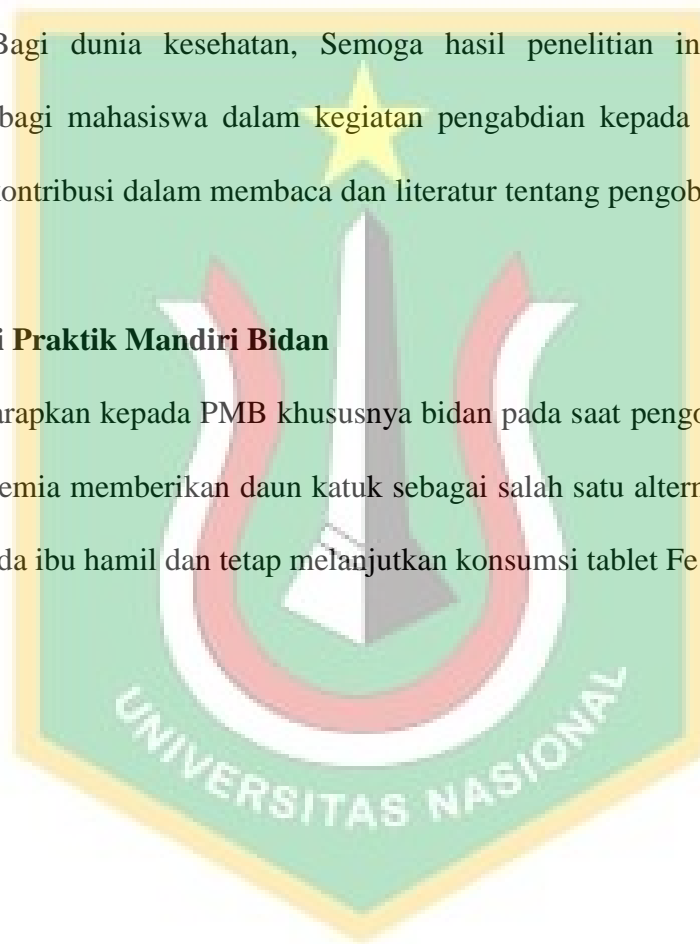 Bagi dunia kesehatan, Semoga hasil penelitian in
bagi mahasiswa dalam kegiatan pengabdian kepada
ontribusi dalam membaca dan literatur tentang pengob
i Praktik Mandiri Bidan
arapkan kepada PMB khususnya bidan pada saat pengo
emia memberikan daun katuk sebagai salah satu altern
da ibu hamil dan tetap melanjutkan konsumsi tablet Fe
UNIVERSITAS NASIONAL